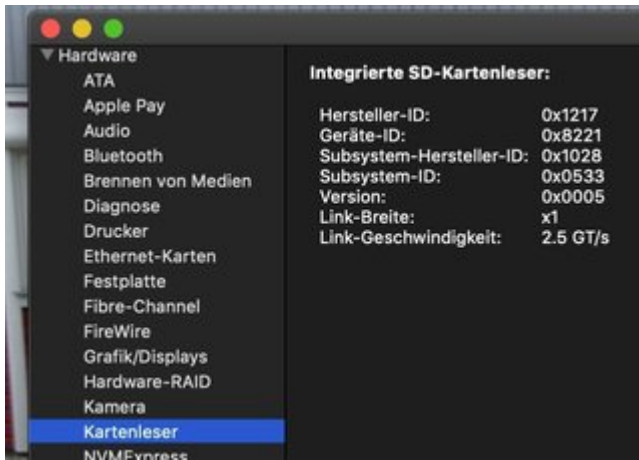 Hardware
ATA
Apple Pay
Audio
Bluetooth
Brennen von Medien
Diagnose
Drucker
Ethernet-Karten
Festplatte
Fibre-Channel
FireWire
Grafik/Displays
Hardware-RAID
Kamera
Kartenleser
NVMExpress
Integrierte SD-Kartenleser:
Hersteller-ID: 0x1217
Geräte-ID: 0x8221
Subsystem-Hersteller-ID: 0x1028
Subsystem-ID: 0x0533
Version: 0x0005
Link-Breite: x1
Link-Geschwindigkeit: 2.5 GT/s